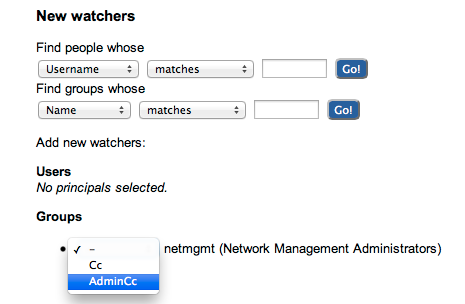 New watchers
Find people whose
Username matches Go!
Find groups whose
Name matches Go!
Add new watchers:
Users
No principals selected.
Groups
• ✓ – netmgmt (Network Management Administrators)
Cc
AdminCc